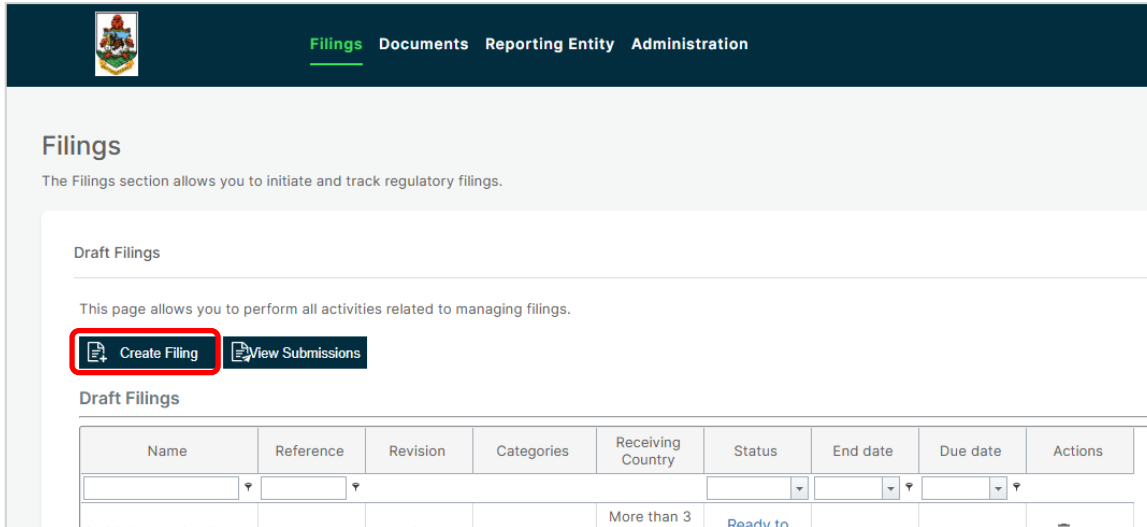 Filings Documents Reporting Entity Administration
Filings
The Filings section allows you to initiate and track regulatory filings.
Draft Filings
This page allows you to perform all activities related to managing filings.
Create Filing View Submissions
Draft Filings
Name Reference Revision Categories Receiving Country Status End date Due date Actions
More than 3 Ready to